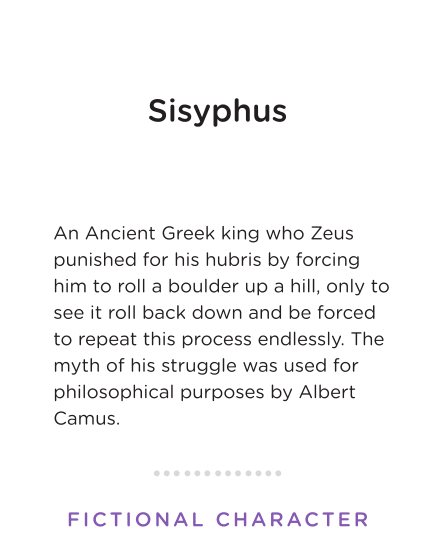 Sisyphus
An Ancient Greek king who Zeus
punished for his hubris by forcing
him to roll a boulder up a hill, only to
see it roll back down and be forced
to repeat this process endlessly. The
myth of his struggle was used for
philosophical purposes by Albert
Camus.
FICTIONAL CHARACTER